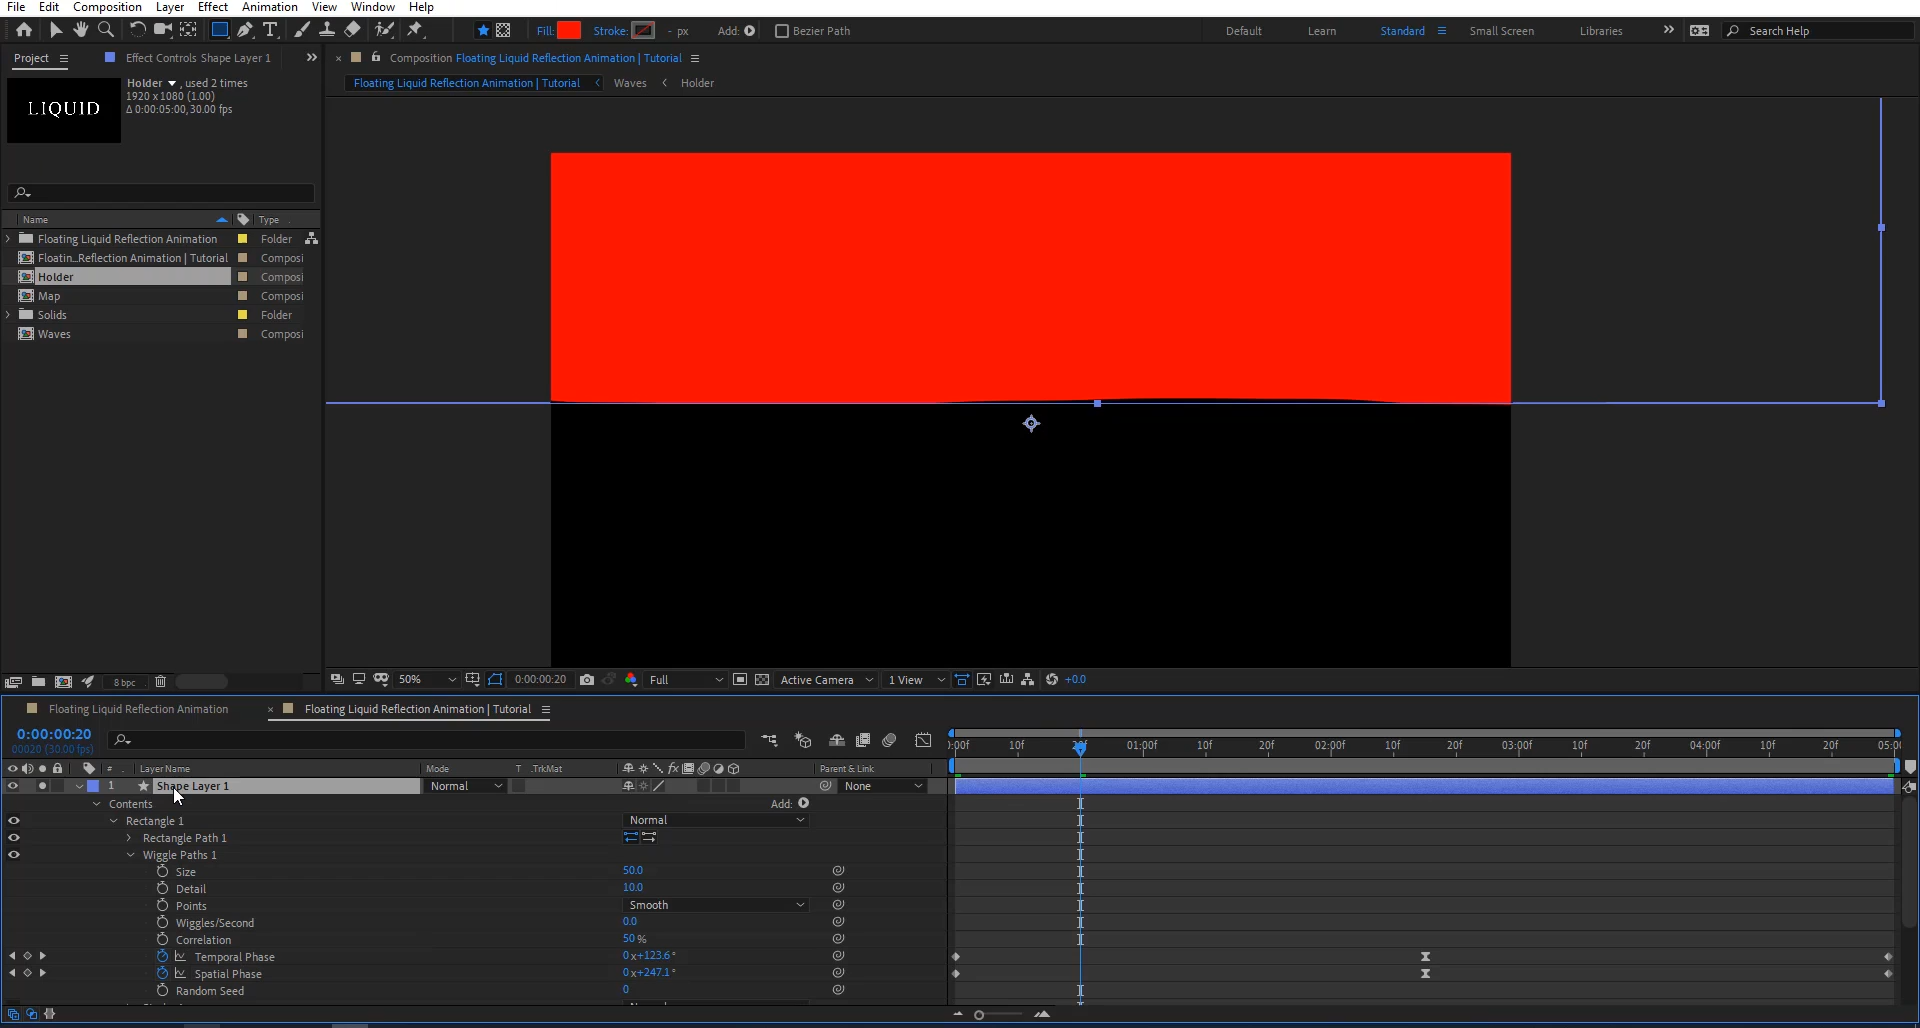 File Edit Composition Layer Effect Animation View Window Help
Fill: Stroke: - px Add: Bezier Path Default Learn Standard Small Screen Libraries Search Help
Project Effect Controls Shape Layer 1
Composition Floating Liquid Reflection Animation | Tutorial
Floating Liquid Reflection Animation | Tutorial Waves Holder
LIQUID
Holder , used 2 times
1920 x 1080 (1.00)
Δ 0:00:05:00, 30.00 fps
Name Type
Floating Liquid Reflection Animation Folder
Floatin...Reflection Animation | Tutorial Composi
Holder Composi
Map Composi
Solids Folder
Waves Composi
8 bpc
50% 0:00:00:20 Full Active Camera 1 View +0.0
Floating Liquid Reflection Animation
Floating Liquid Reflection Animation | Tutorial
0:00:00:20
00020 (30.00 fps)
# Layer Name Mode T .TrkMat fx Parent & Link
:00f 10f 20f 01:00f 10f 20f 02:00f 10f 20f 03:00f 10f 20f 04:00f 10f 20f 05:0
1 Shape Layer 1 Normal None
Contents Add:
Rectangle 1 Normal
Rectangle Path 1
Wiggle Paths 1
Size 50.0
Detail 10.0
Points Smooth
Wiggles/Second 0.0
Correlation 50 %
Temporal Phase 0x+123.6°
Spatial Phase 0x+247.1°
Random Seed 0